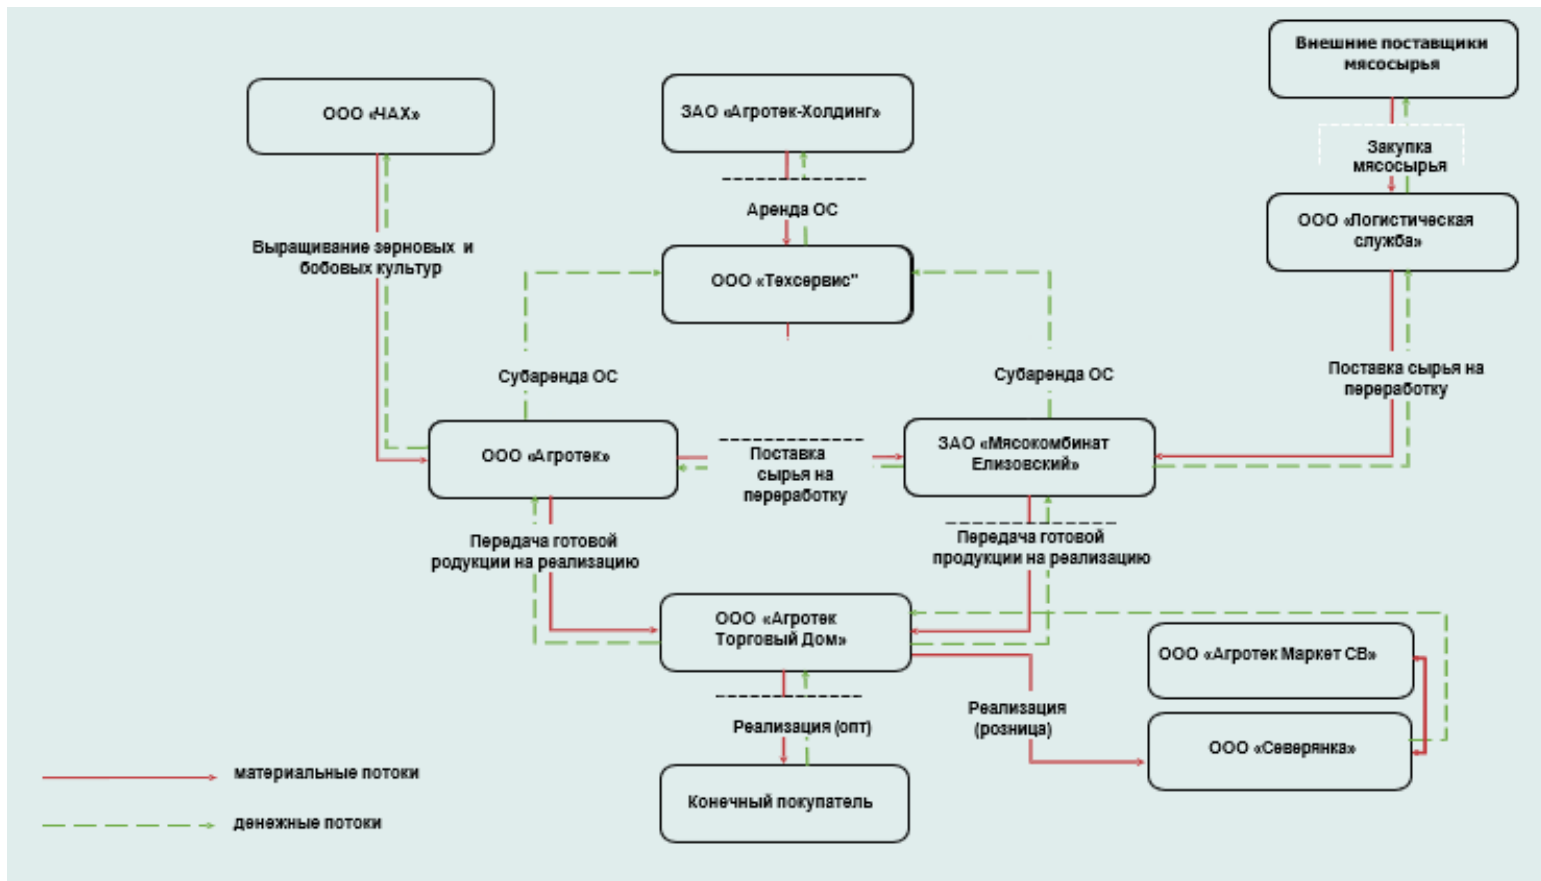 Внешние поставщики
мясосырья
ООО «ЧАХ»
ЗАО «Агротек-Холдинг»
Закупка
мясосырья
Аренда ОС
ООО «Логистическая
служба»
Выращивание зерновых и
бобовых культур
ООО «Техсервис"
Субаренда ОС
Субаренда ОС
Поставка сырья на
переработку
ООО «Агротек»
Поставка
сырья на
переработку
ЗАО «Мясокомбинат
Елизовский»
Передача готовой
родукции на реализацию
Передача готовой
продукции на реализацию
ООО «Агротек
Торговый Дом»
ООО «Агротек Маркет СВ»
Реализация (опт)
Реализация
(розница)
ООО «Северянка»
материальные потоки
Конечный покупатель
денежные потоки